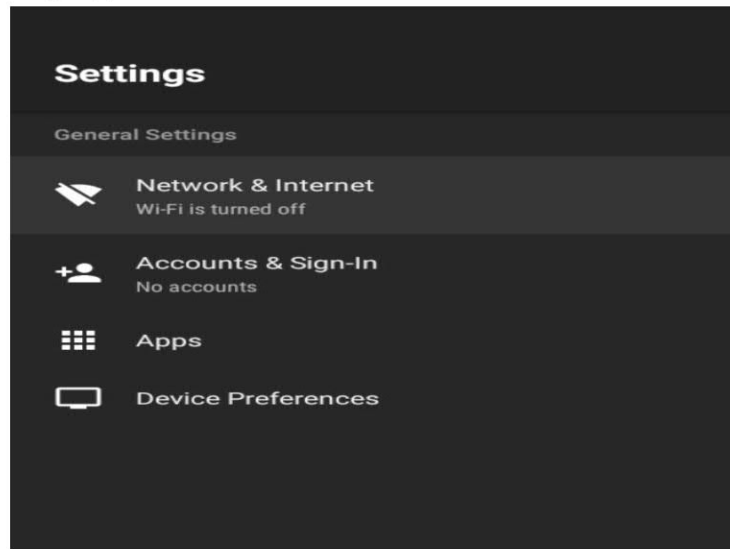 Settings
General Settings
Network & Internet
Wi-Fi is turned off
Accounts & Sign-In
No accounts
Apps
Device Preferences